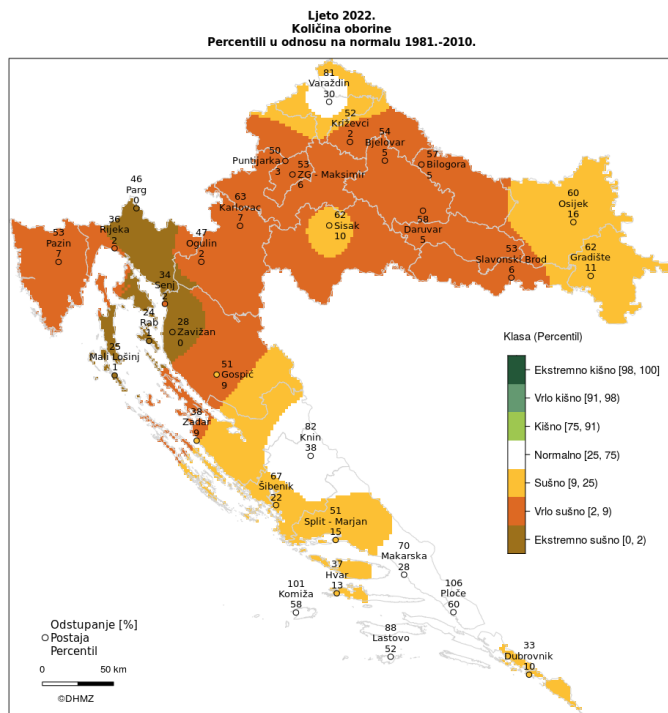 Ljeto 2022.
Količina oborine
Percentili u odnosu na normalu 1981.-2010.
81
Varaždin
30
52
Križevci
2
54
Bjelovar
5
50
Puntijarka
3
53
ZG - Maksimir
6
57
Bilogora
5
46
Parg
0
63
Karlovac
7
60
Osijek
16
36
Rijeka
2
62
Sisak
10
58
Daruvar
5
53
Pazin
7
47
Ogulin
2
53
Slavonski Brod
6
62
Gradište
11
34
Senj
2
24
Rab
1
28
Zavižan
0
25
Mali Lošinj
1
51
Gospić
9
38
Zadar
9
82
Knin
38
67
Šibenik
22
51
Split - Marjan
15
70
Makarska
28
37
Hvar
13
101
Komiža
58
106
Ploče
60
88
Lastovo
52
33
Dubrovnik
10
Klasa (Percentil)
Ekstremno kišno [98, 100]
Vrlo kišno [91, 98)
Kišno [75, 91)
Normalno [25, 75)
Sušno [9, 25)
Vrlo sušno [2, 9)
Ekstremno sušno [0, 2)
Odstupanje [%]
Postaja
Percentil
0 50 km
©DHMZ